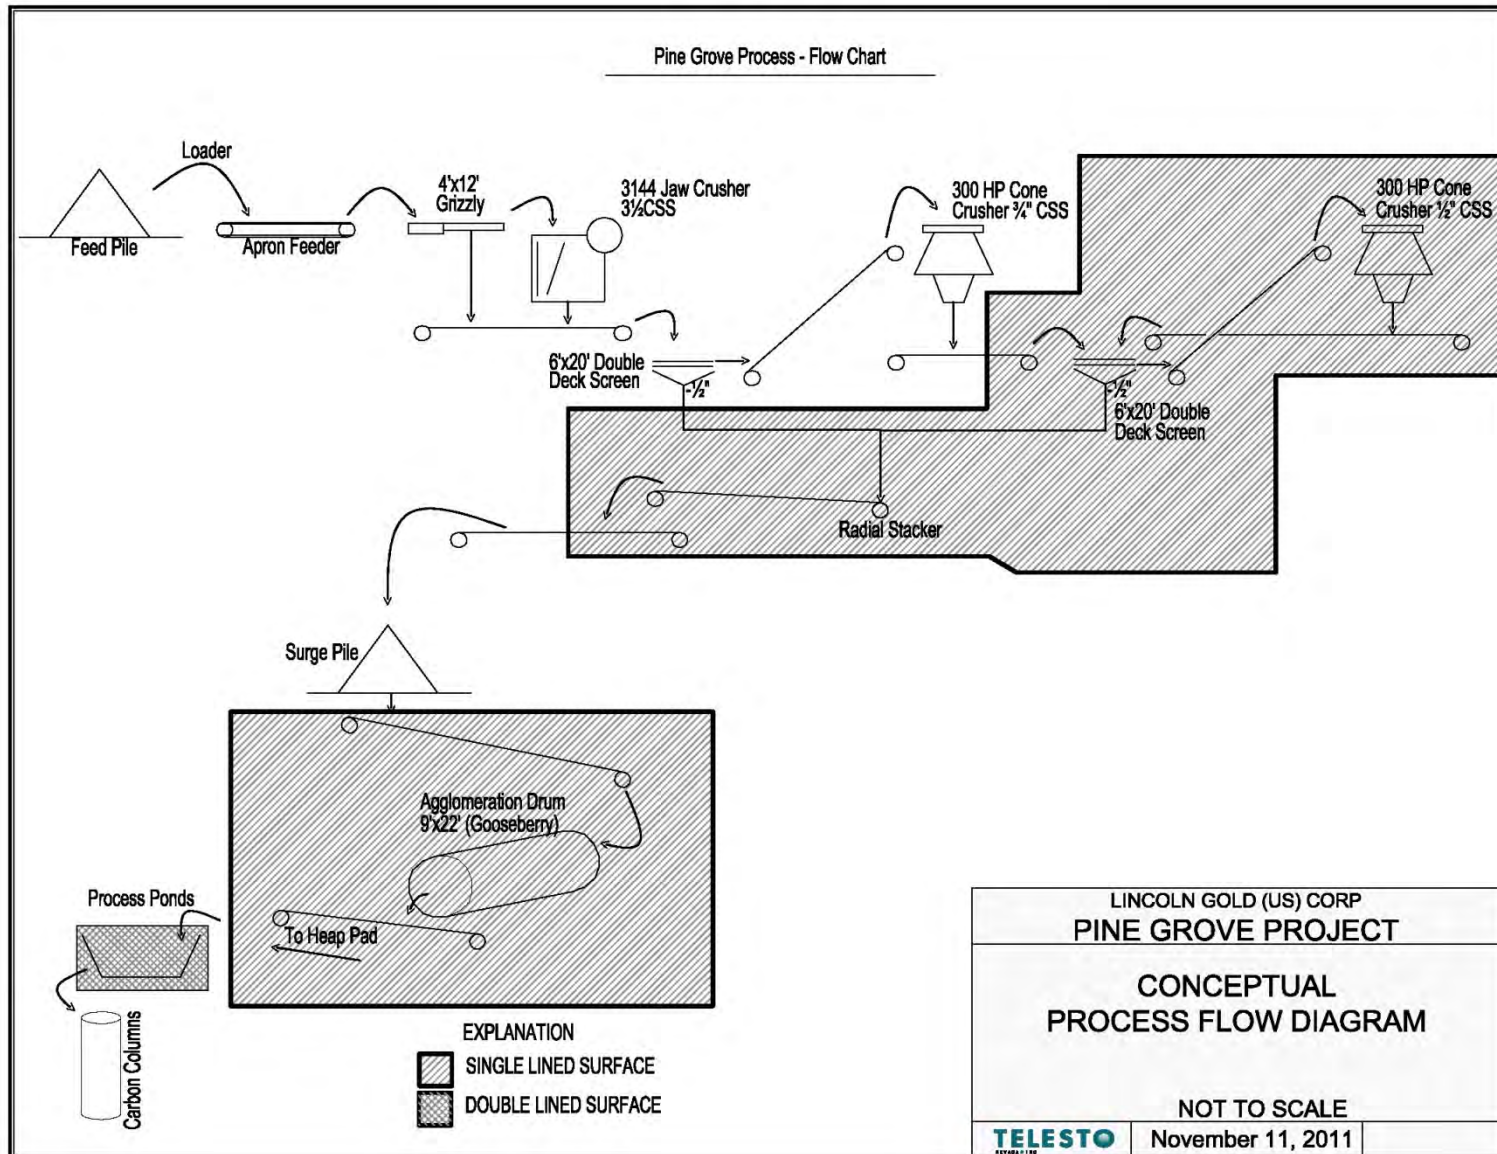 Pine Grove Process - Flow Chart
Loader
Feed Pile
Apron Feeder
4'x12'
Grizzly
3144 Jaw Crusher
3½CSS
300 HP Cone
Crusher ¾" CSS
300 HP Cone
Crusher ½" CSS
6'x20' Double
Deck Screen
-½"
-½"
6'x20' Double
Deck Screen
Radial Stacker
Surge Pile
Agglomeration Drum
9'x22' (Gooseberry)
To Heap Pad
Process Ponds
Carbon Columns
EXPLANATION
SINGLE LINED SURFACE
DOUBLE LINED SURFACE
LINCOLN GOLD (US) CORP
PINE GROVE PROJECT
CONCEPTUAL
PROCESS FLOW DIAGRAM
NOT TO SCALE
TELESTO
November 11, 2011